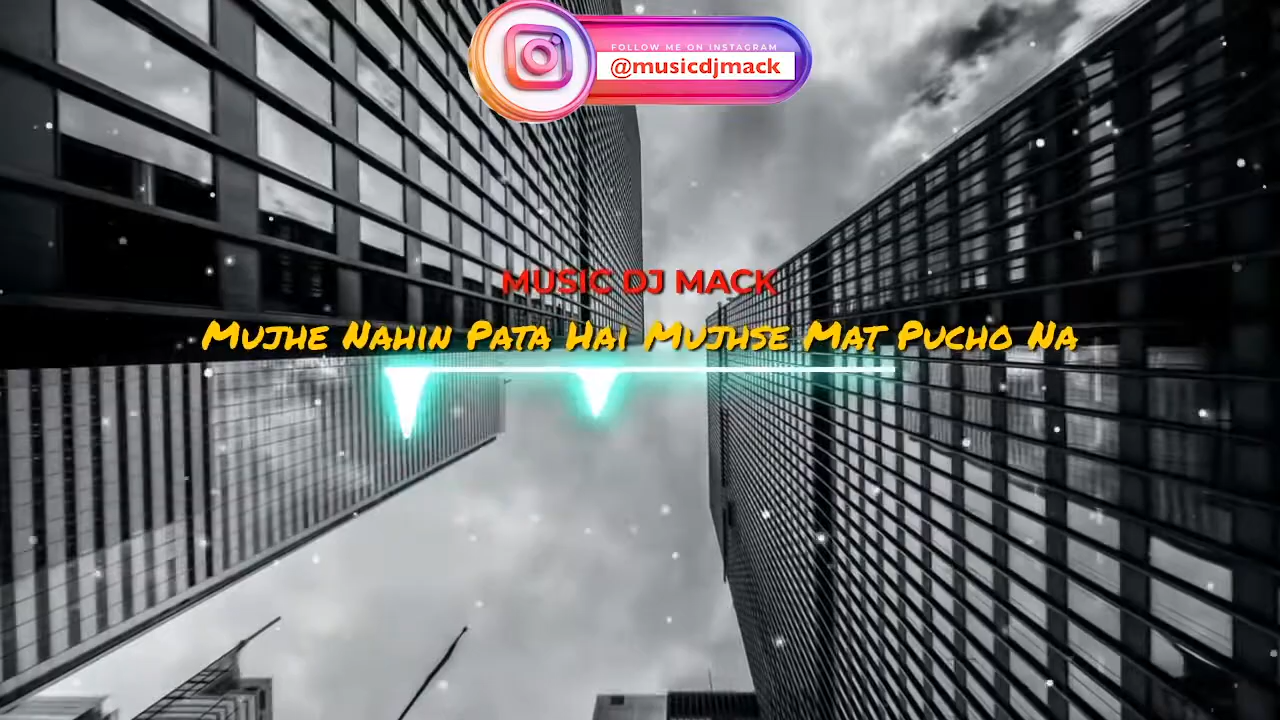 FOLLOW ME ON INSTAGRAM
@musicdjmack
MUSIC DJ MACK
Mujhe Nahin Pata Hai Mujhse Mat Pucho Na